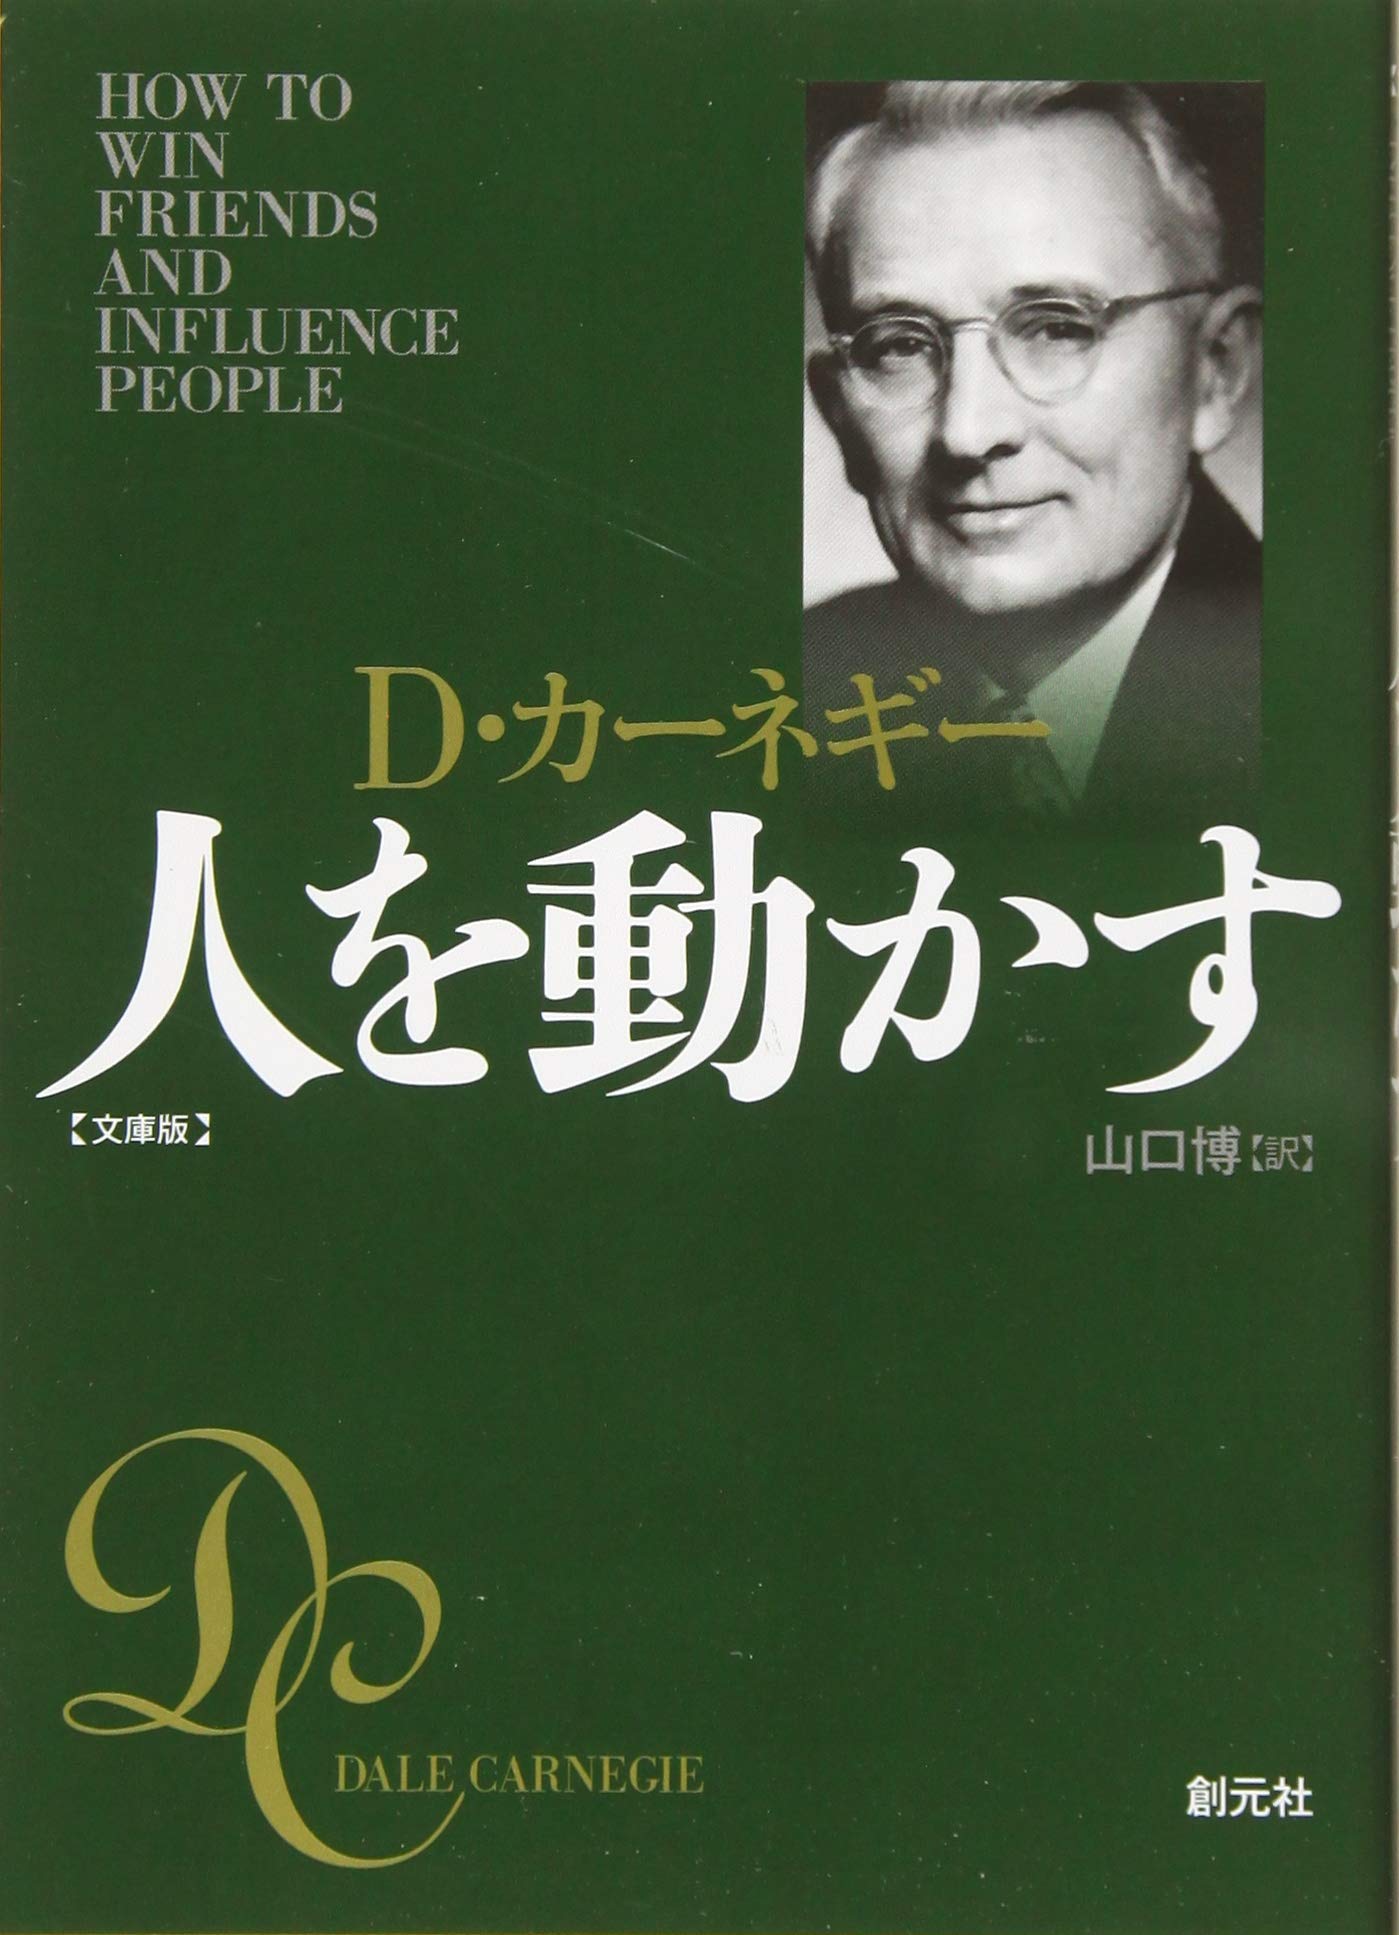 HOW TO
WIN
FRIENDS
AND
INFLUENCE
PEOPLE
D・カーネギー
人を動かす
【文庫版】
山口博【訳】
DC
DALE CARNEGIE
創元社